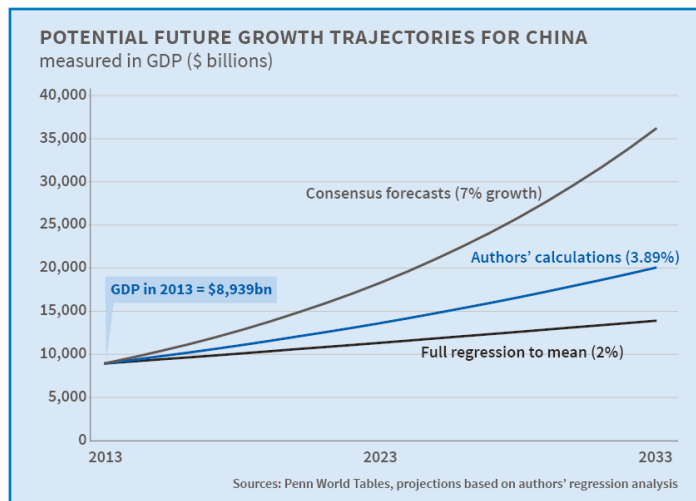 POTENTIAL FUTURE GROWTH TRAJECTORIES FOR CHINA
measured in GDP ($ billions)
40,000
35,000
30,000
Consensus forecasts (7% growth)
25,000
Authors' calculations (3.89%)
20,000
GDP in 2013 = $8,939bn
15,000
10,000
Full regression to mean (2%)
5,000
0
2013
2023
2033
Sources: Penn World Tables, projections based on authors' regression analysis